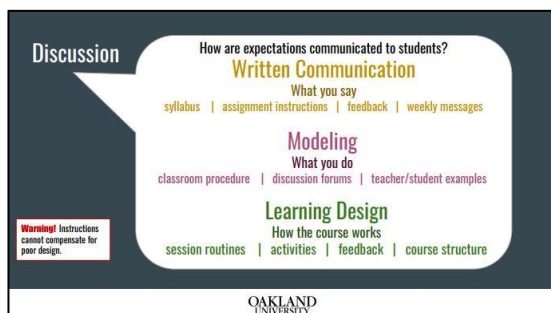 Discussion
How are expectations communicated to students?
Written Communication
What you say
syllabus | assignment instructions | feedback | weekly messages
Modeling
What you do
classroom procedure | discussion forums | teacher/student examples
Learning Design
How the course works
session routines | activities | feedback | course structure
Warning! Instructions
cannot compensate for
poor design.
OAKLAND
UNIVERSITY